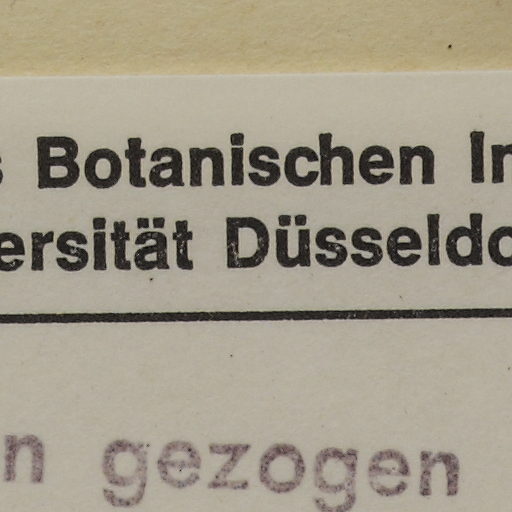 s Botanischen In
ersität Düsseldo
n gezogen